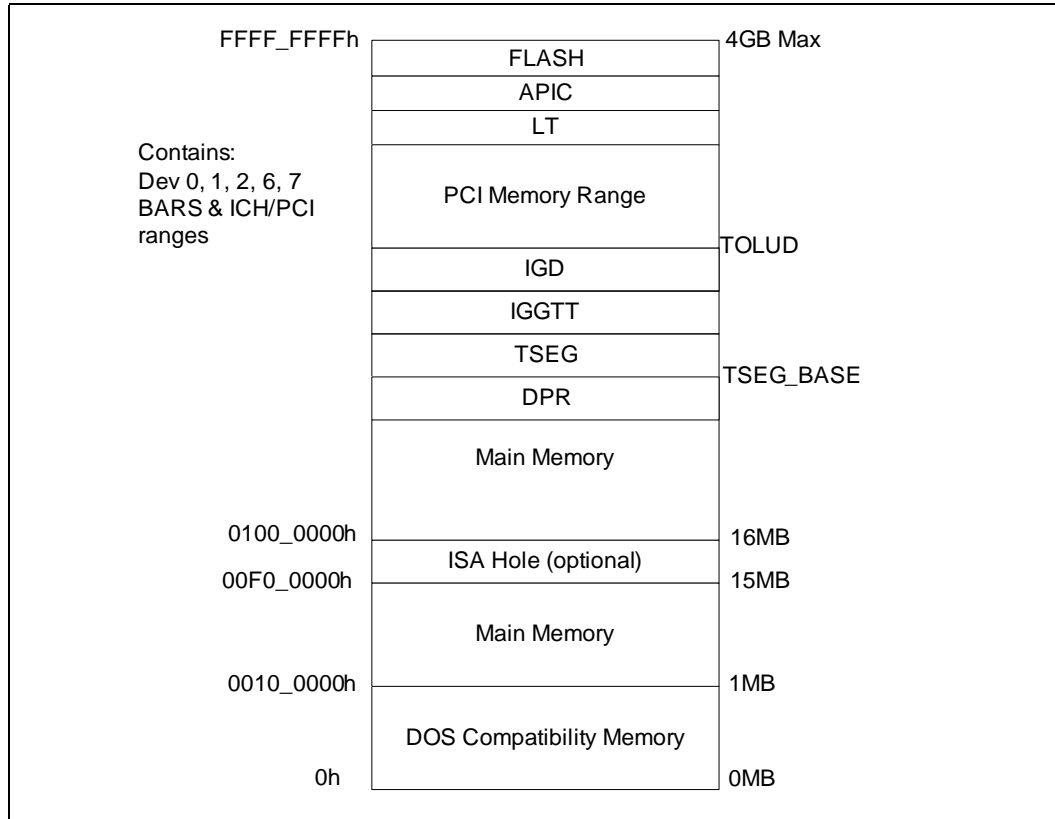 FFFF_FFFFh
4GB Max
FLASH
APIC
LT
Contains:
Dev 0, 1, 2, 6, 7
BARS & ICH/PCI
ranges
PCI Memory Range
TOLUD
IGD
IGGTT
TSEG
TSEG_BASE
DPR
Main Memory
0100_0000h
16MB
ISA Hole (optional)
00F0_0000h
15MB
Main Memory
0010_0000h
1MB
DOS Compatibility Memory
0h
0MB